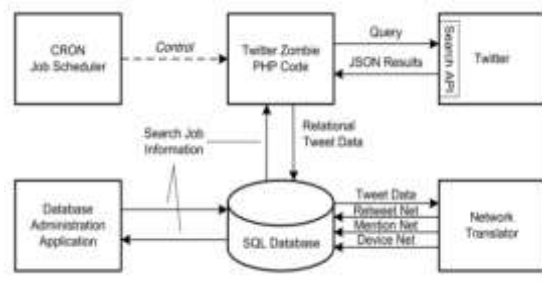 CRON
Job Scheduler
Control
Twitter Zombie
PHP Code
Query
JSON Results
Search API
Twitter
Search Job
Information
Relational
Tweet Data
Database
Administration
Application
SQL Database
Tweet Data
Retweet Net
Mention Net
Device Net
Network
Translator